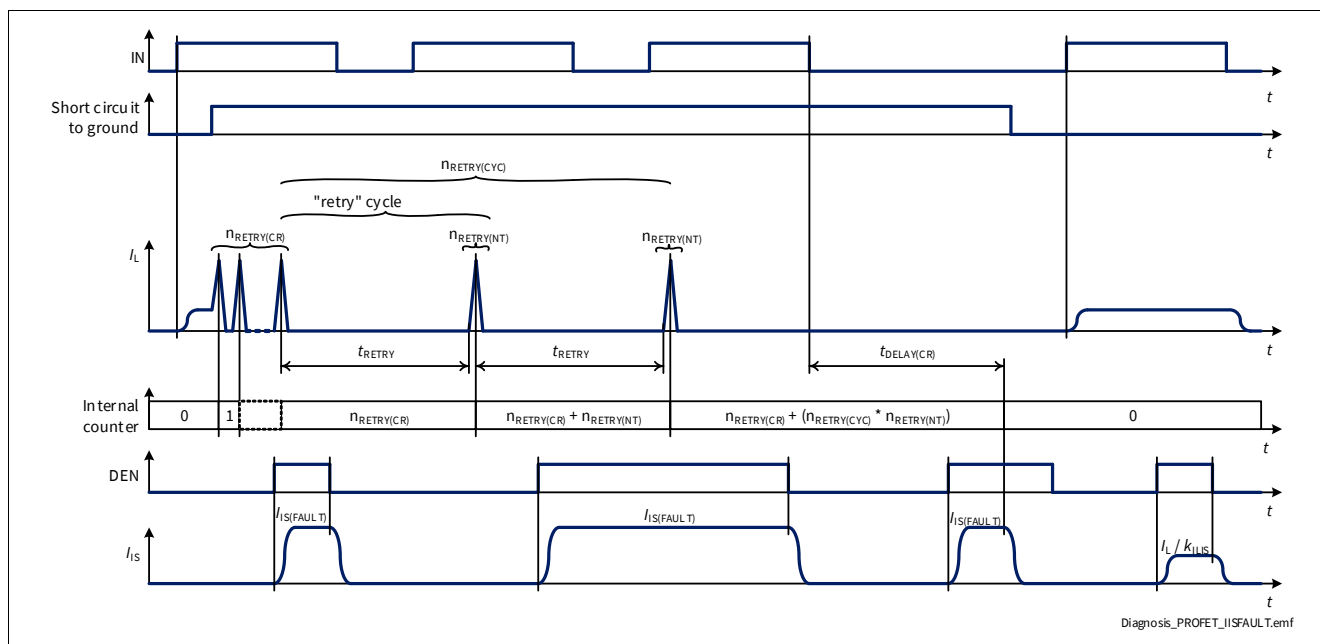 IN
t
Short circuit
to ground
t
nRETRY(CYC)
"retry" cycle
nRETRY(CR)
nRETRY(NT)
nRETRY(NT)
IL
t
tRETRY
tRETRY
tDELAY(CR)
Internal
counter
0
1
nRETRY(CR)
nRETRY(CR) + nRETRY(NT)
nRETRY(CR) + (nRETRY(CYC) * nRETRY(NT))
0
t
DEN
t
IIS(FAULT)
IIS(FAULT)
IIS(FAULT)
IL / kILIS
IIS
t
Diagnosis_PROFET_IISFAULT.emf